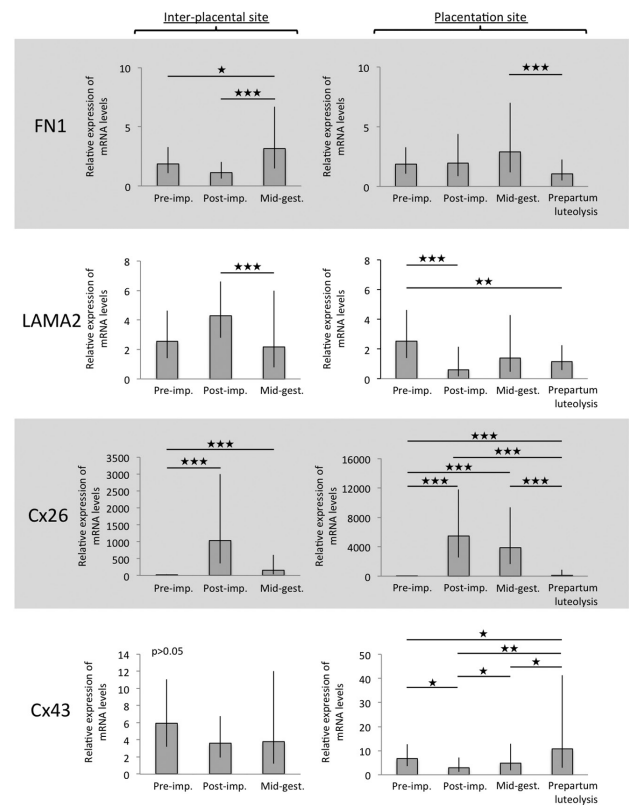 Inter-placental site
Placentation site
FN1
Relative expression of
mRNA levels
10
5
0
★
★★★
Pre-imp. Post-imp. Mid-gest.
Relative expression of
mRNA levels
10
5
0
★★★
Pre-imp. Post-imp. Mid-gest. Prepartum
luteolysis
LAMA2
Relative expression of
mRNA levels
8
6
4
2
0
★★★
Pre-imp. Post-imp. Mid-gest.
Relative expression of
mRNA levels
8
6
4
2
0
★★★
★★
Pre-imp. Post-imp. Mid-gest. Prepartum
luteolysis
Cx26
Relative expression of
mRNA levels
3500
3000
2500
2000
1500
1000
500
0
★★★
★★★
Pre-imp. Post-imp. Mid-gest.
Relative expression of
mRNA levels
16000
12000
8000
4000
0
★★★
★★★
★★★
★★★ ★★★
Pre-imp. Post-imp. Mid-gest. Prepartum
luteolysis
Cx43
Relative expression of
mRNA levels
14
12
10
8
6
4
2
0
p>0.05
Pre-imp. Post-imp. Mid-gest.
Relative expression of
mRNA levels
50
40
30
20
10
0
★
★★
★
★
★
Pre-imp. Post-imp. Mid-gest. Prepartum
luteolysis